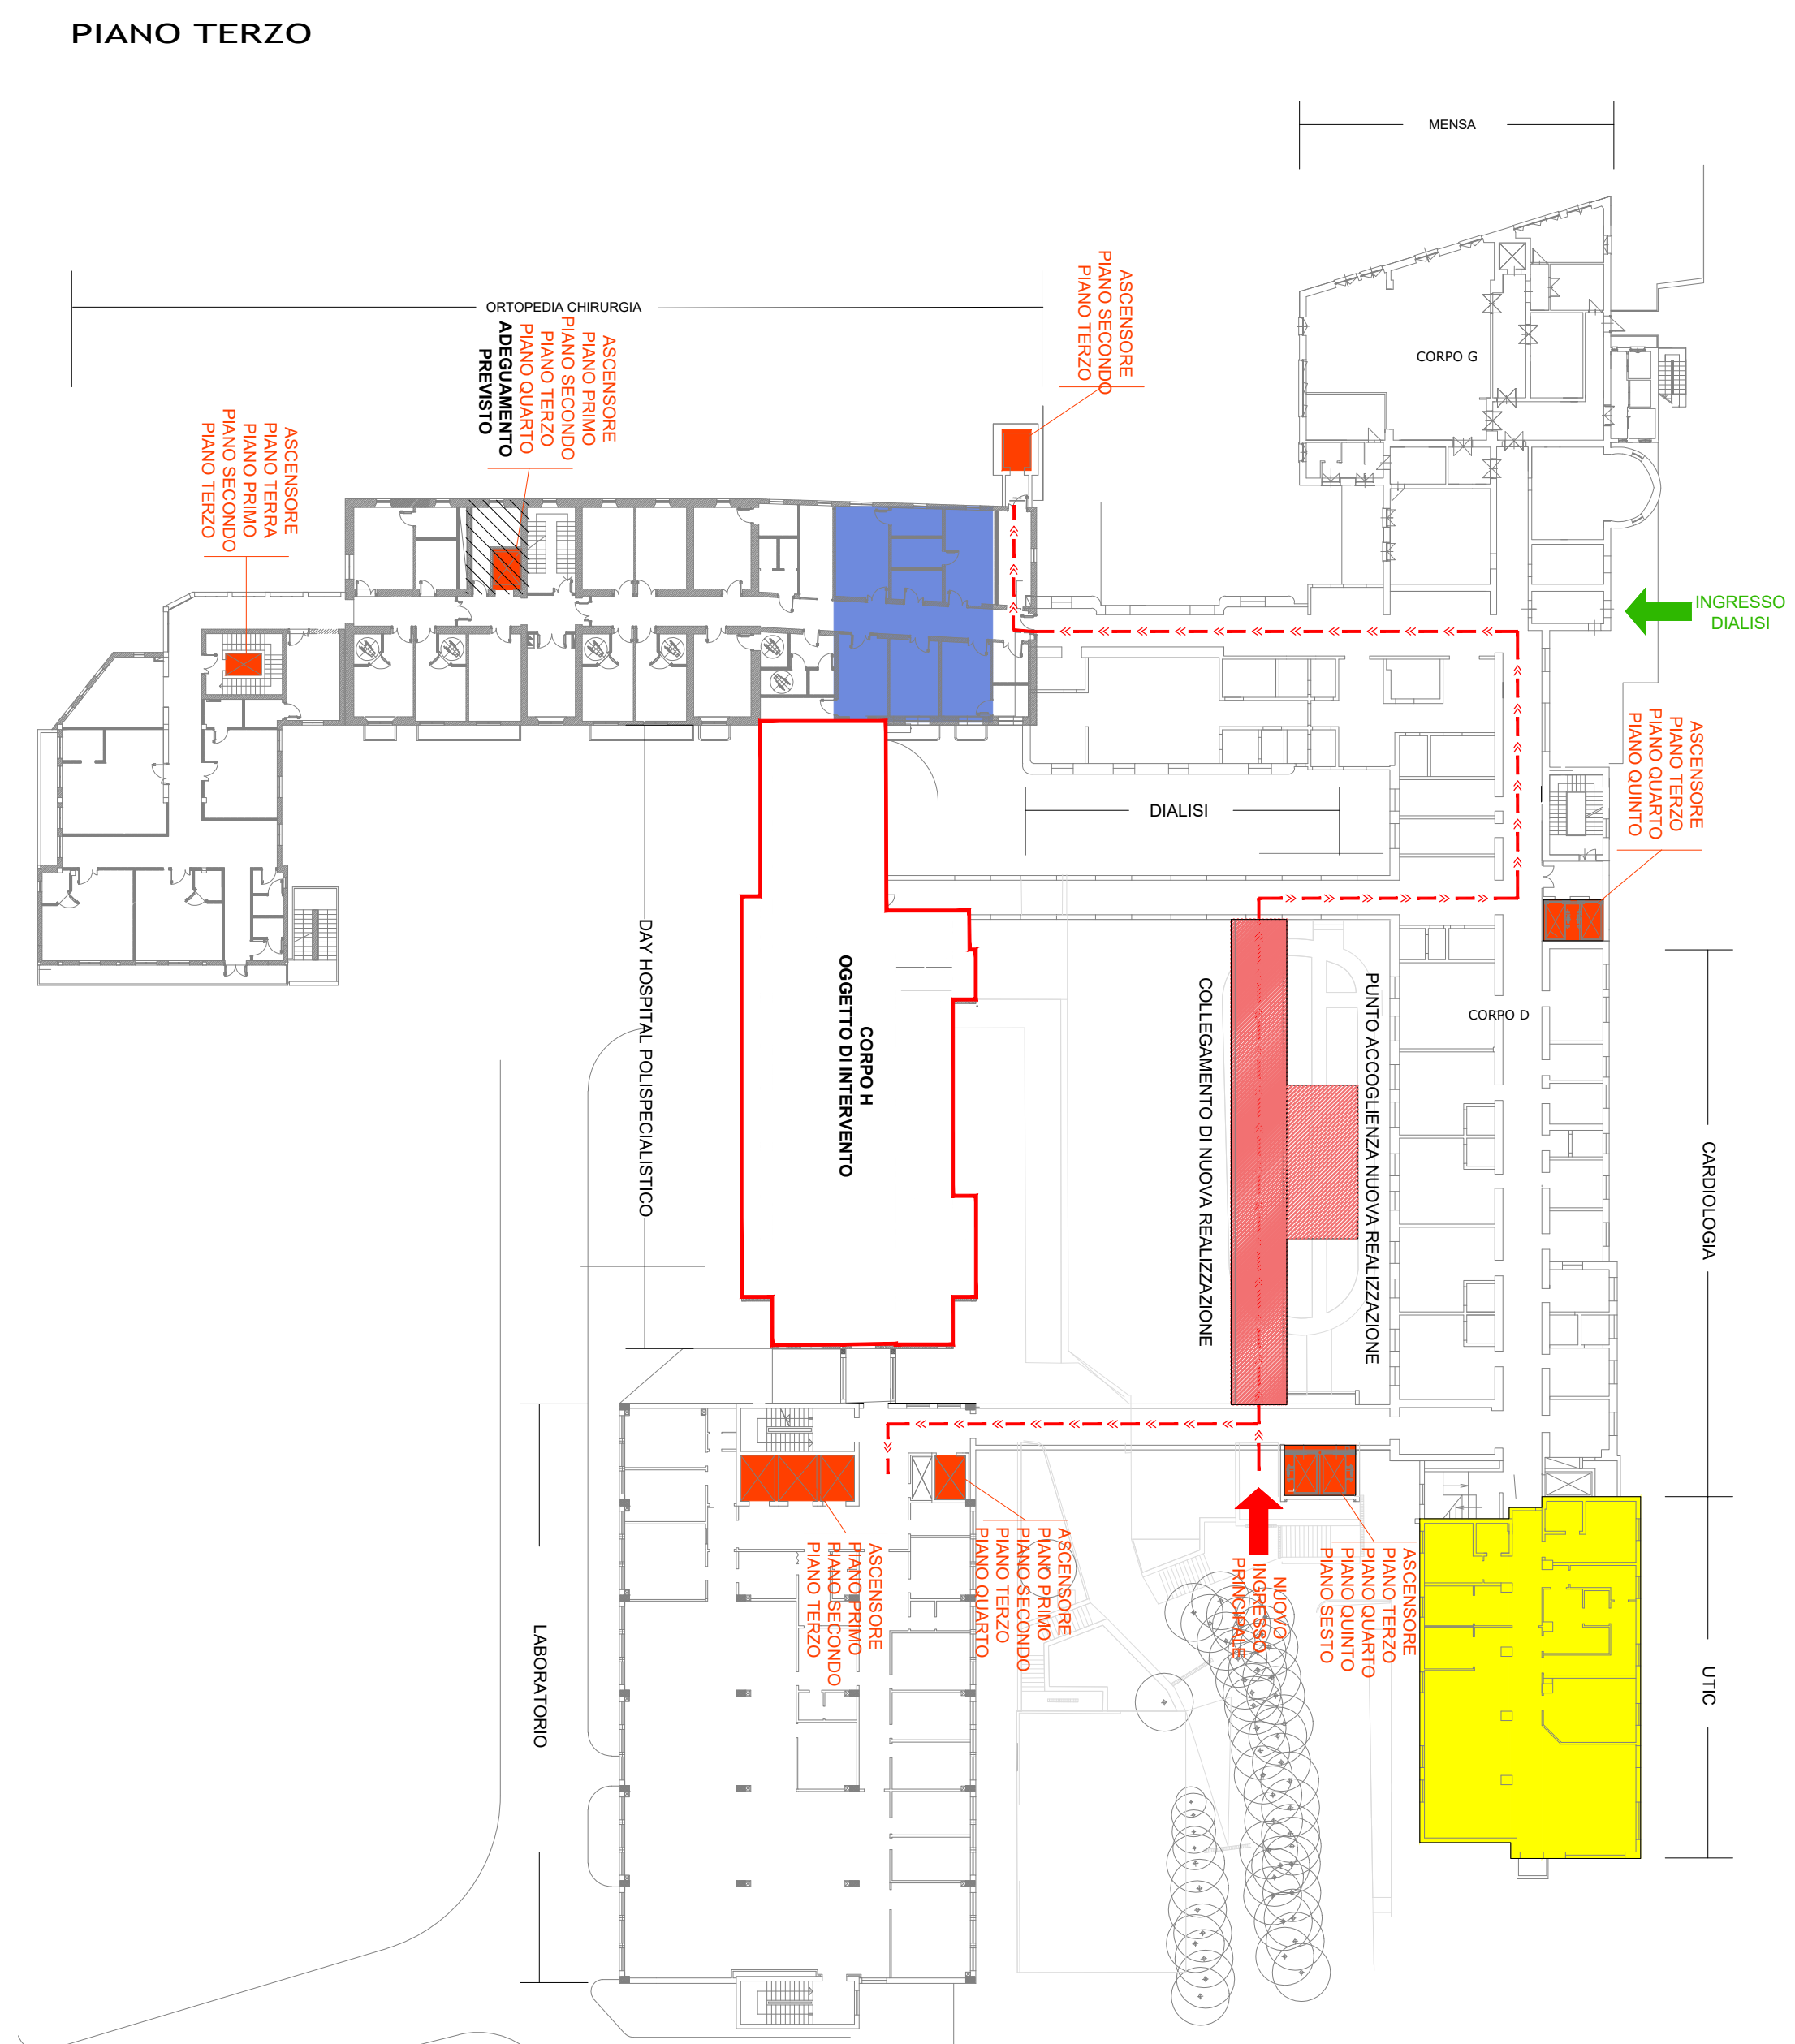 PIANO TERZO
MENSA
ORTOPEDIA CHIRURGIA
ASCENSORE
PIANO SECONDO
PIANO TERZO
ASCENSORE
PIANO PRIMO
PIANO SECONDO
PIANO TERZO
PIANO QUARTO
ADEGUAMENTO
PREVISTO
ASCENSORE
PIANO TERRA
PIANO PRIMO
PIANO SECONDO
PIANO TERZO
CORPO G
INGRESSO
DIALISI
ASCENSORE
PIANO TERZO
PIANO QUARTO
PIANO QUINTO
DIALISI
DAY HOSPITAL POLISPECIALISTICO
CORPO H
OGGETTO DI INTERVENTO
COLLEGAMENTO DI NUOVA REALIZZAZIONE
PUNTO ACCOGLIENZA NUOVA REALIZZAZIONE
CORPO D
CARDIOLOGIA
ASCENSORE
PIANO PRIMO
PIANO SECONDO
PIANO TERZO
ASCENSORE
PIANO PRIMO
PIANO SECONDO
PIANO TERZO
PIANO QUARTO
NUOVO
INGRESSO
PRINCIPALE
ASCENSORE
PIANO TERZO
PIANO QUARTO
PIANO QUINTO
PIANO SESTO
LABORATORIO
UTIC